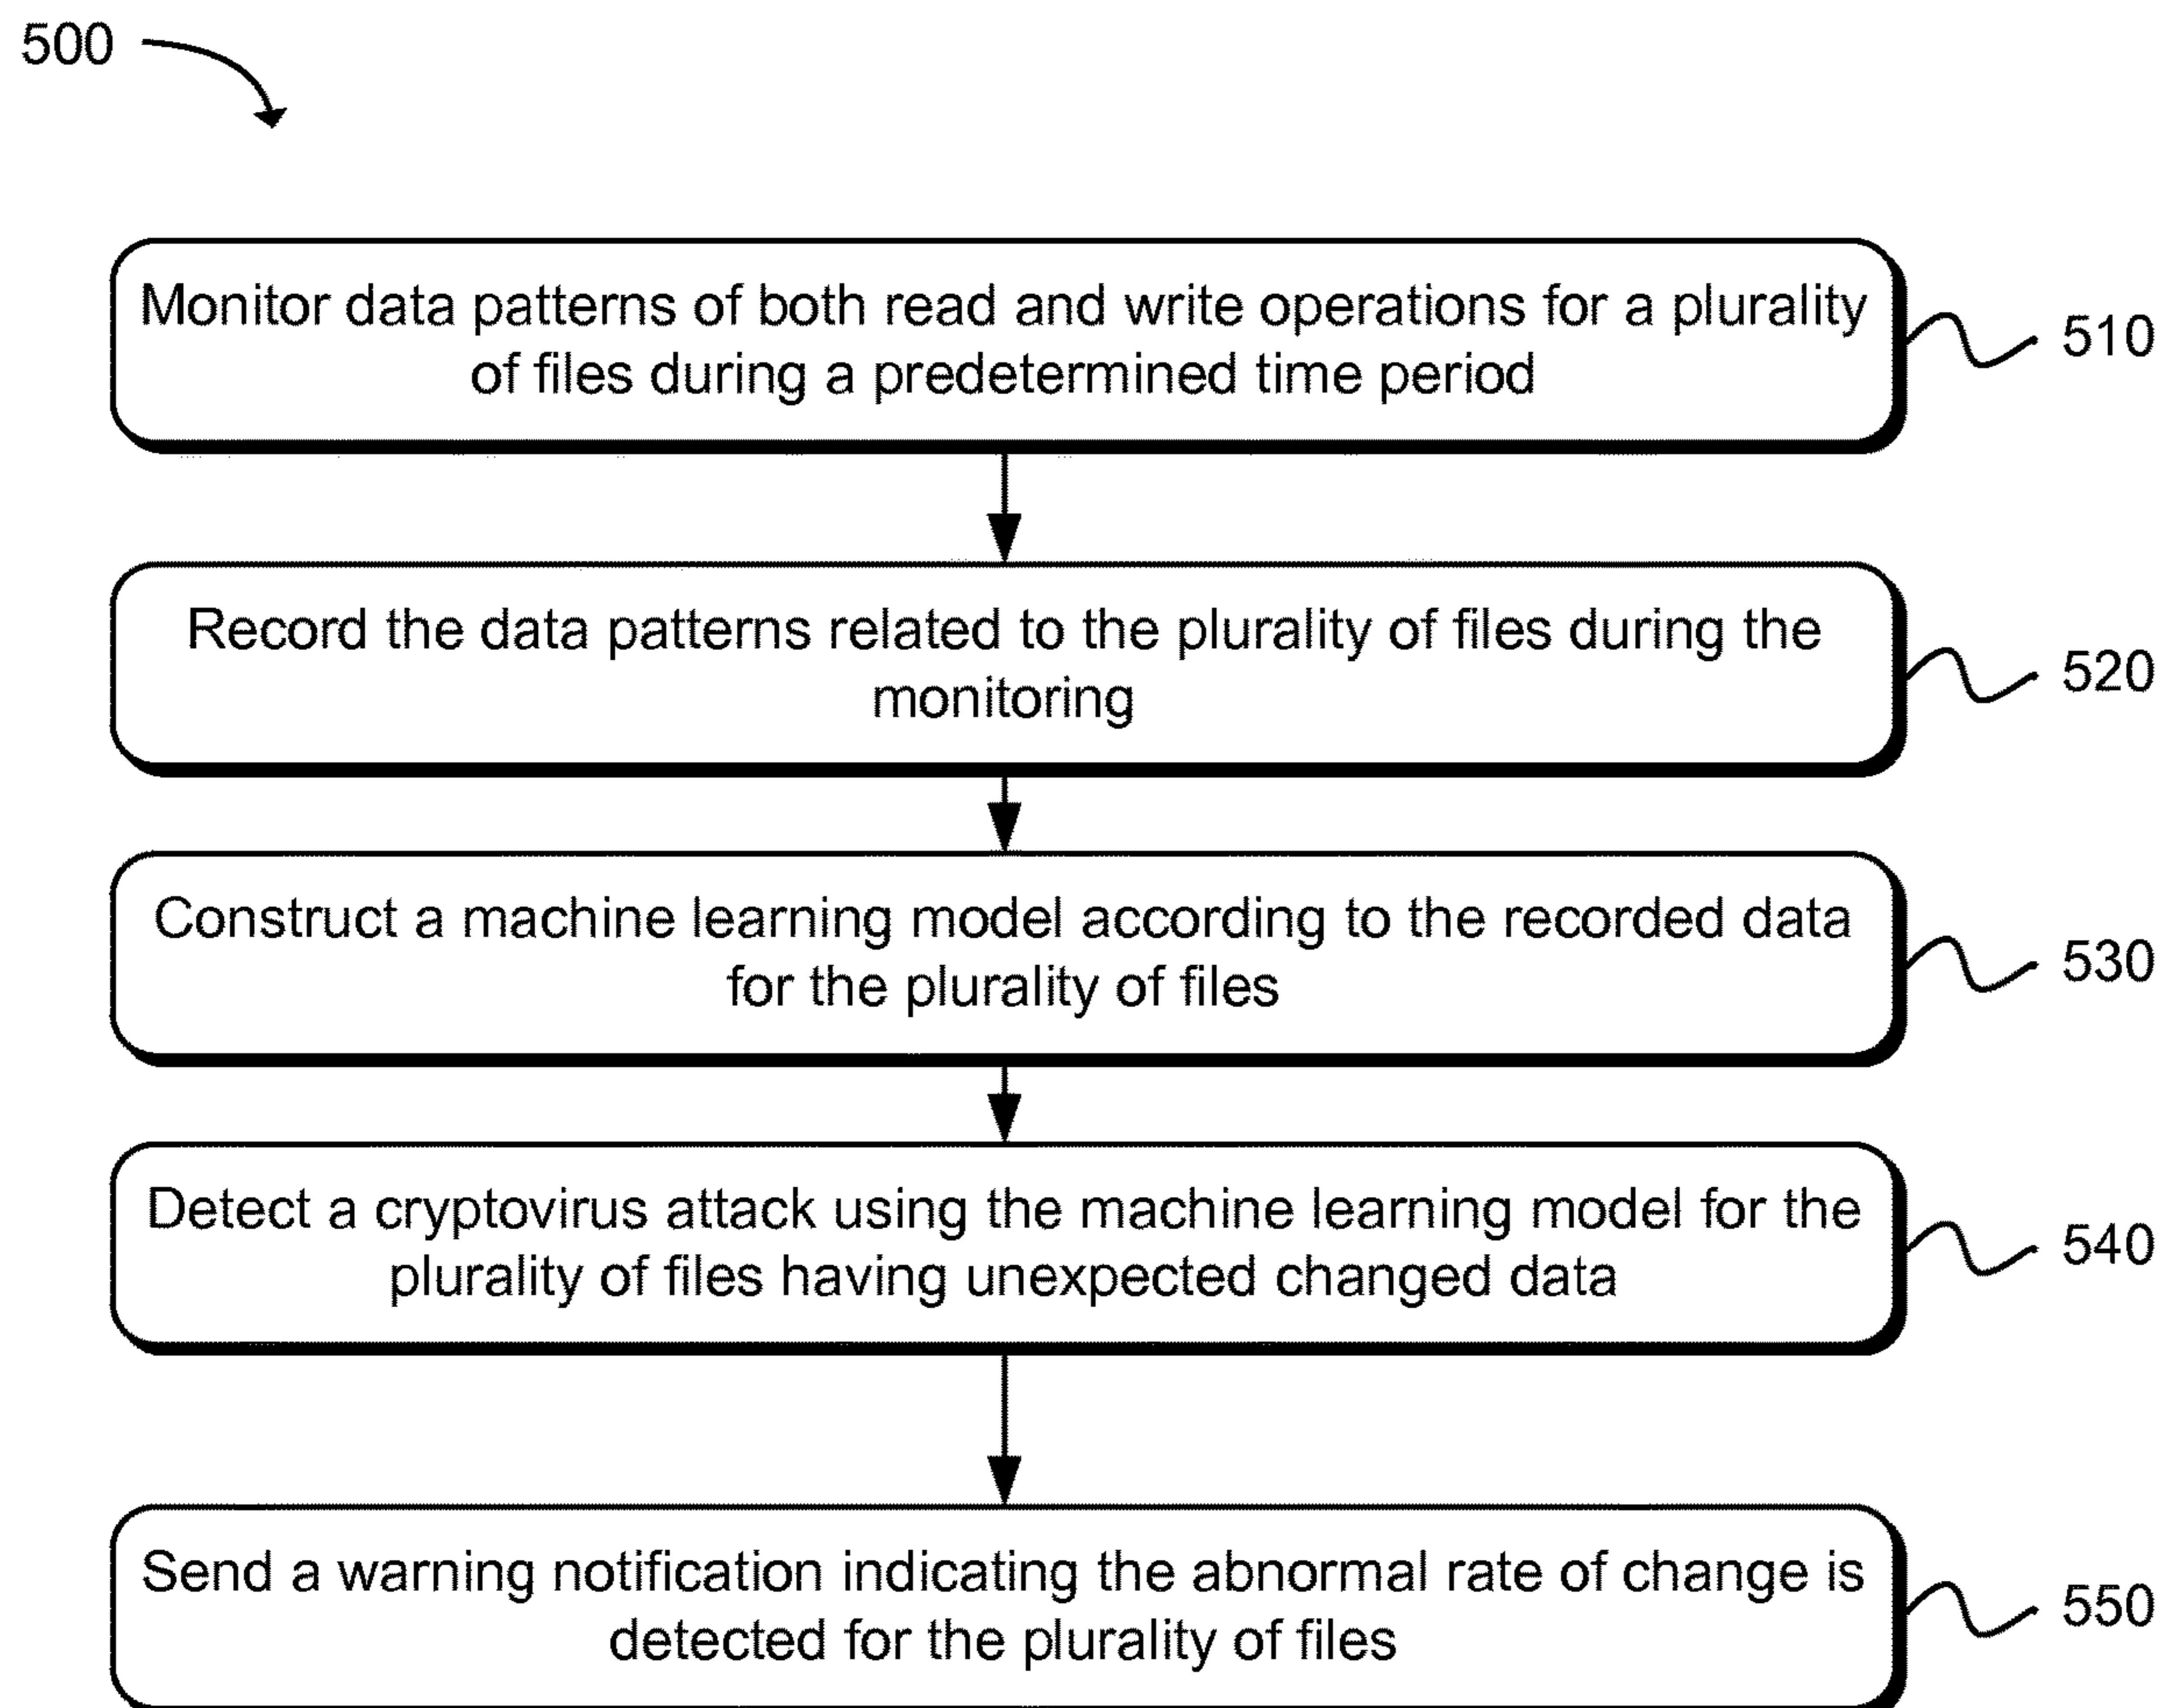 500
Monitor data patterns of both read and write operations for a plurality
of files during a predetermined time period
510
Record the data patterns related to the plurality of files during the
monitoring
520
Construct a machine learning model according to the recorded data
for the plurality of files
530
Detect a cryptovirus attack using the machine learning model for the
plurality of files having unexpected changed data
540
Send a warning notification indicating the abnormal rate of change is
detected for the plurality of files
550